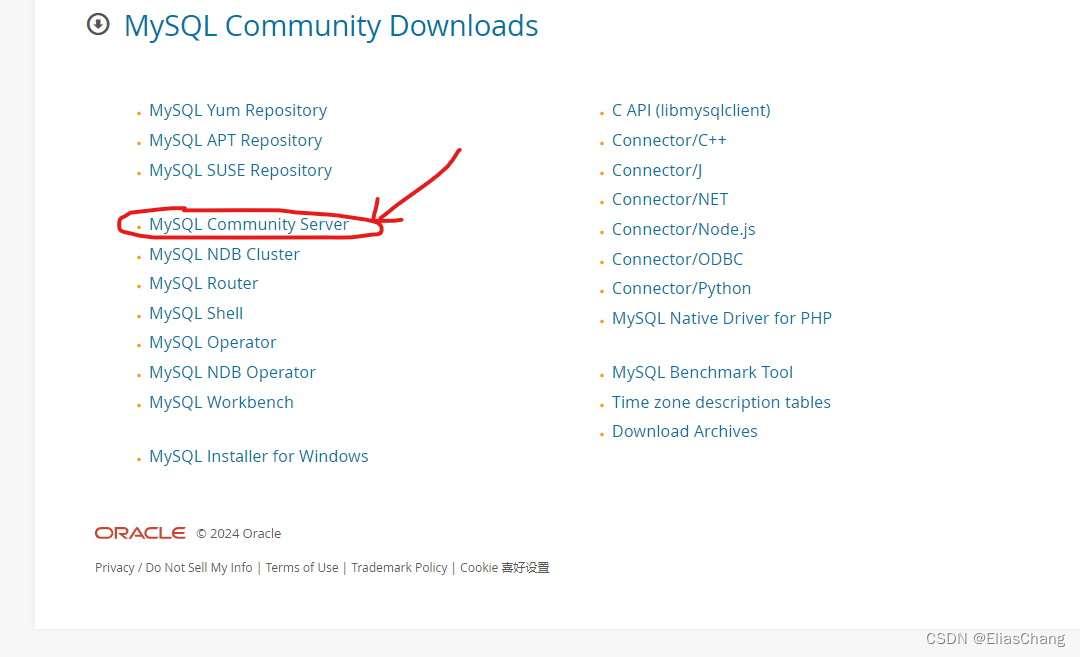 MySQL Community Downloads
MySQL Yum Repository
MySQL APT Repository
MySQL SUSE Repository
MySQL Community Server
MySQL NDB Cluster
MySQL Router
MySQL Shell
MySQL Operator
MySQL NDB Operator
MySQL Workbench
MySQL Installer for Windows
C API (libmysqlclient)
Connector/C++
Connector/J
Connector/NET
Connector/Node.js
Connector/ODBC
Connector/Python
MySQL Native Driver for PHP
MySQL Benchmark Tool
Time zone description tables
Download Archives
ORACLE © 2024 Oracle
Privacy / Do Not Sell My Info | Terms of Use | Trademark Policy | Cookie 喜好设置
CSDN @EliasChang